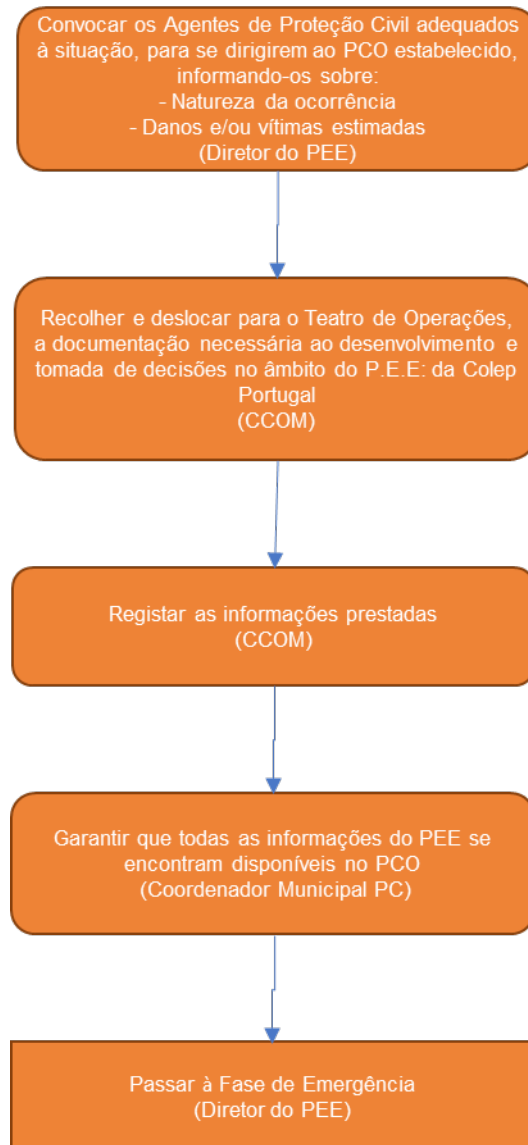 Convocar os Agentes de Proteção Civil adequados
à situação, para se dirigirem ao PCO estabelecido,
informando-os sobre:
- Natureza da ocorrência
- Danos e/ou vítimas estimadas
(Diretor do PEE)
Recolher e deslocar para o Teatro de Operações,
a documentação necessária ao desenvolvimento e
tomada de decisões no âmbito do P.E.E: da Colep
Portugal
(CCOM)
Registar as informações prestadas
(CCOM)
Garantir que todas as informações do PEE se
encontram disponíveis no PCO
(Coordenador Municipal PC)
Passar à Fase de Emergência
(Diretor do PEE)